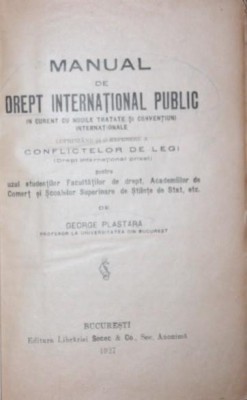 MANUAL
DE
DREPT INTERNAȚIONAL PUBLIC
IN CURENT CU NOUILE TRATATE ȘI CONVENȚIUNI
INTERNAȚIONALE
CONFLICTELOR DE LEGI
(Drept internațional privat)
pentru
uzul studenților Facultăților de drept, Academiilor de
Comerț și Școalelor Superioare de Științe de Stat, etc.
DE
GEORGE PLASTARA
PROFESOR LA UNIVERSITATEA DIN BUCUREȘTI
BUCUREȘTI
Editura Librăriei Socec & Co., Soc. Anonimă
1927